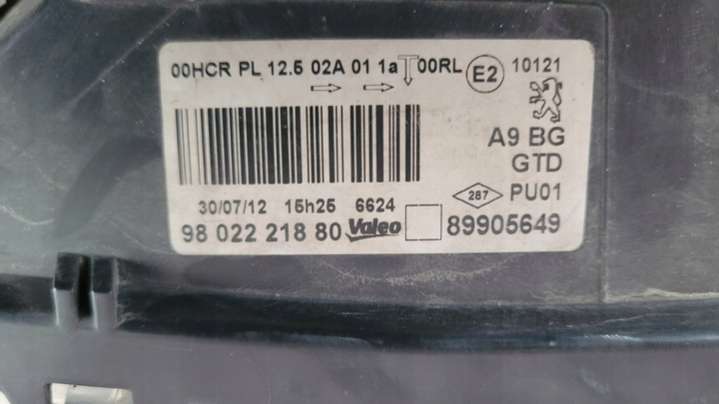 00HCR PL 12.5 02A 01 1a 00RL E2 10121
A9 BG
GTD
287 PU01
30/07/12 15h25 6624
98 022 218 80 Valeo 89905649